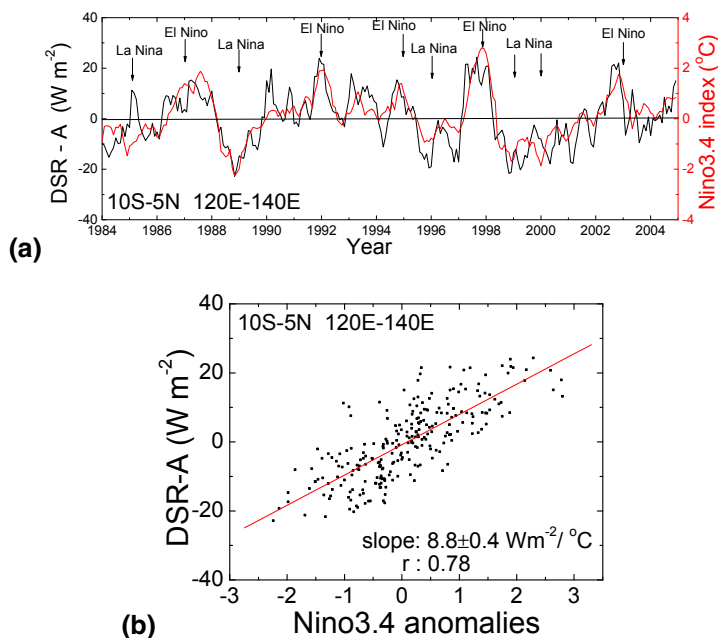 (a)
DSR - A (W m-2)
40
20
0
-20
-40
La Nina
El Nino
La Nina
El Nino
El Nino
La Nina
El Nino
La Nina
El Nino
4
2
0
-2
-4
Nino3.4 index (°C)
10S-5N 120E-140E
1984 1986 1988 1990 1992 1994 1996 1998 2000 2002 2004
Year
(b)
DSR-A (W m-2)
40
20
0
-20
-40
10S-5N 120E-140E
slope: 8.8±0.4 Wm-2/ °C
r : 0.78
-3 -2 -1 0 1 2 3
Nino3.4 anomalies